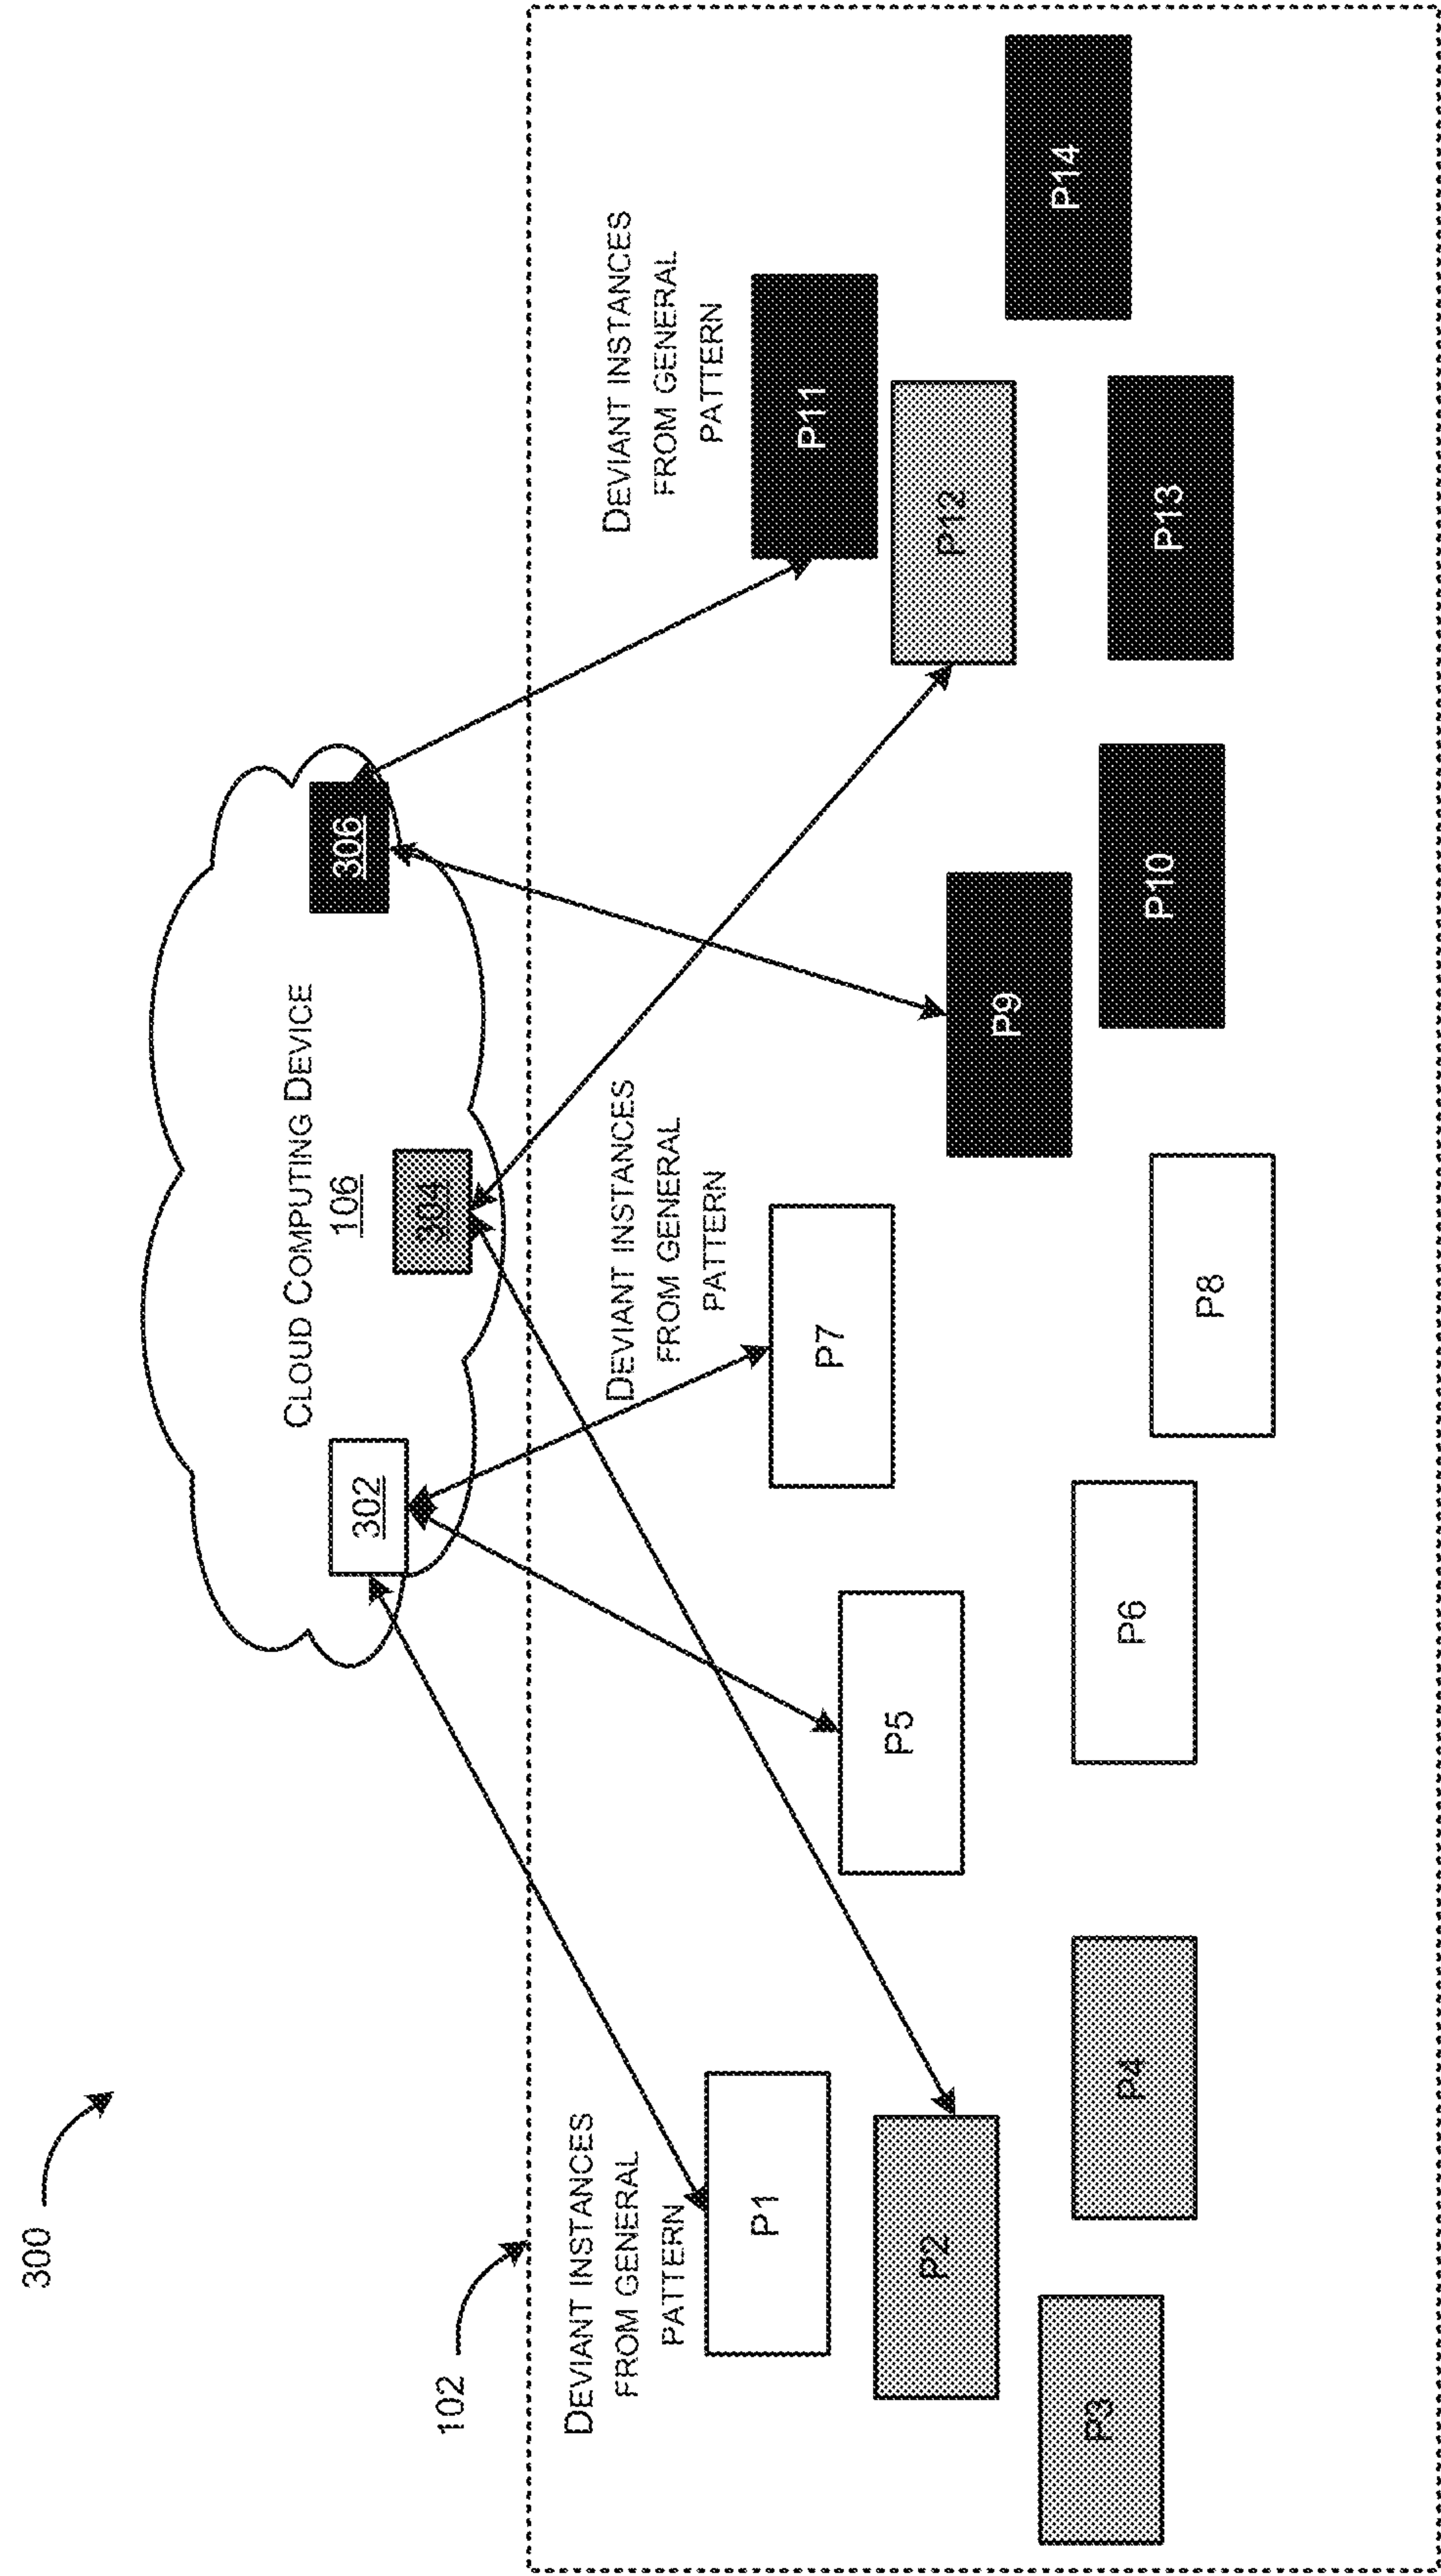 300
CLOUD COMPUTING DEVICE
106
302
304
306
102
DEVIANT INSTANCES
FROM GENERAL
PATTERN
DEVIANT INSTANCES
FROM GENERAL
PATTERN
DEVIANT INSTANCES
FROM GENERAL
PATTERN
P1
P2
P3
P4
P5
P6
P7
P8
P9
P10
P11
P12
P13
P14